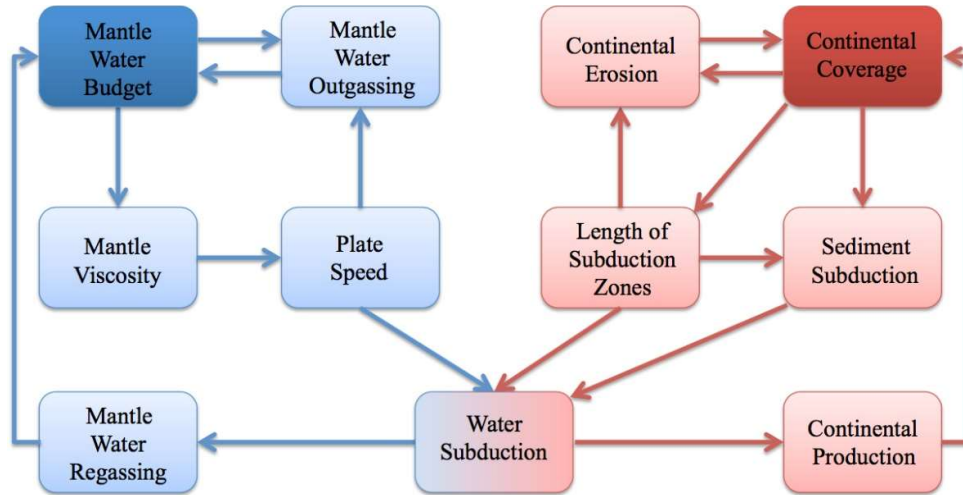 Mantle
Water
Budget
Mantle
Water
Outgassing
Continental
Erosion
Continental
Coverage
Mantle
Viscosity
Plate
Speed
Length of
Subduction
Zones
Sediment
Subduction
Mantle
Water
Regassing
Water
Subduction
Continental
Production